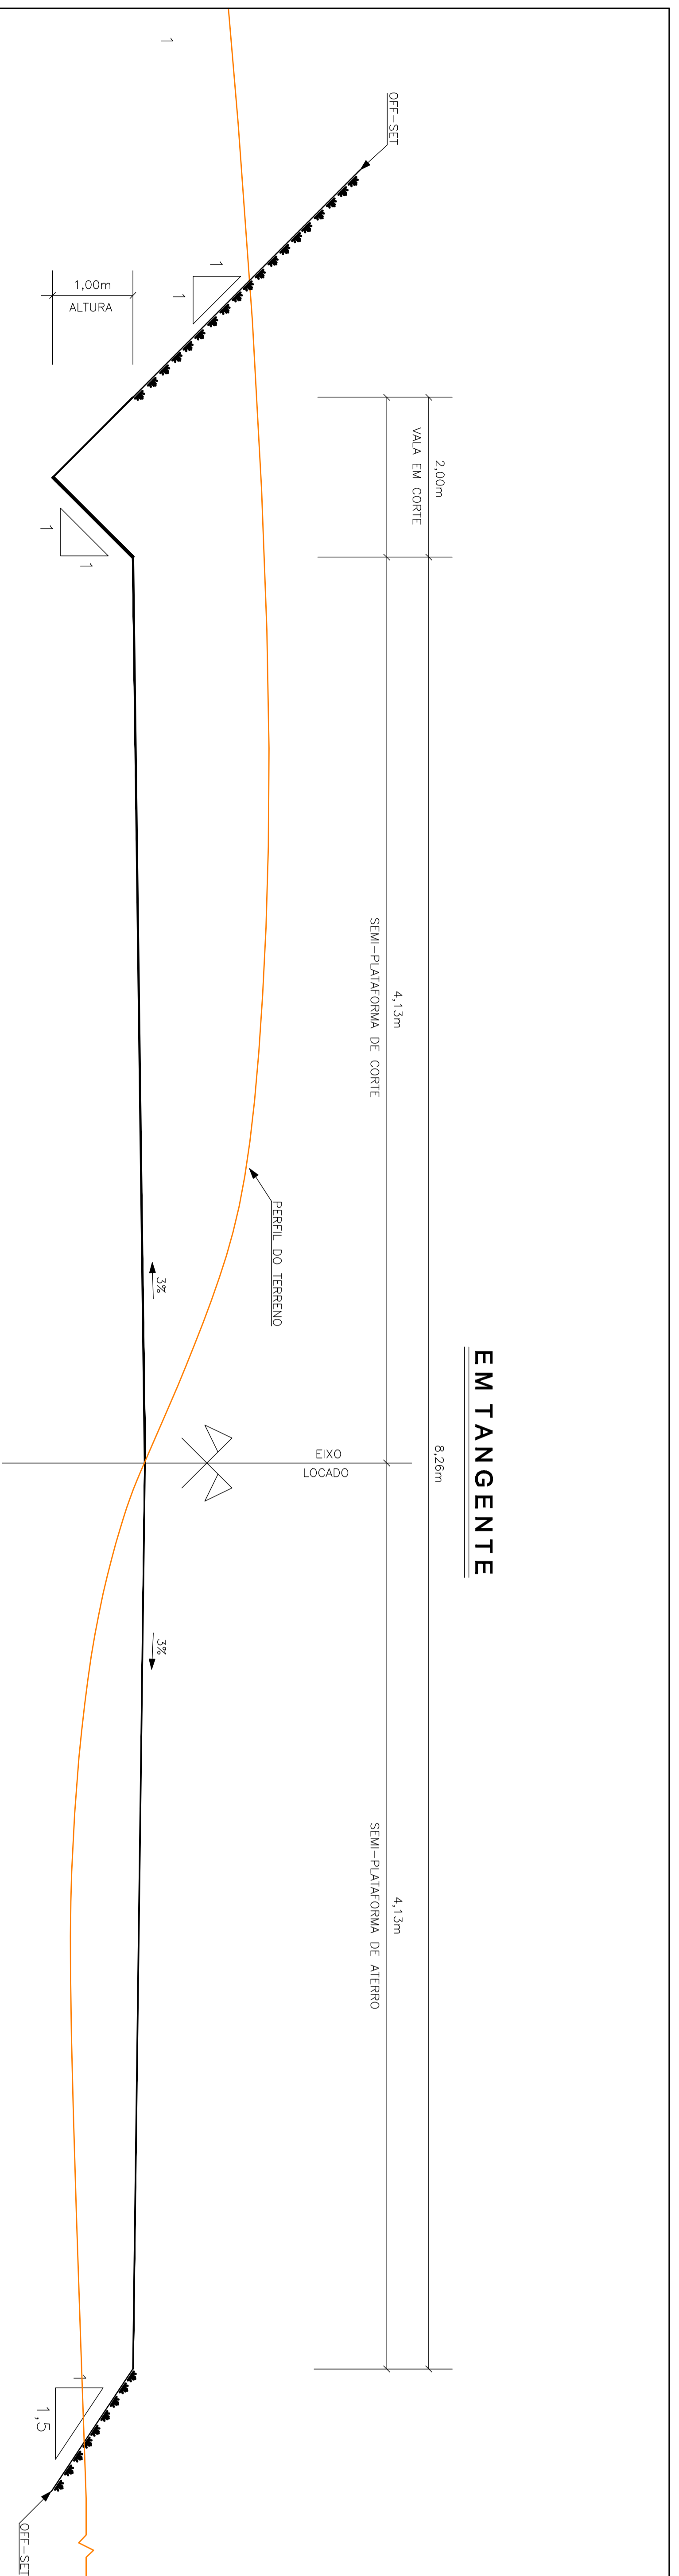 EM TANGENTE
2,00m
8,26m
VALA EM CORTE
4,13m
SEMI-PLATAFORMA DE CORTE
4,13m
SEMI-PLATAFORMA DE ATERRO
OFF-SET
EIXO
LOCADO
PERFIL DO TERRENO
1
1
1
3%
3%
1,00m
ALTURA
1
1
1
1,5
OFF-SET